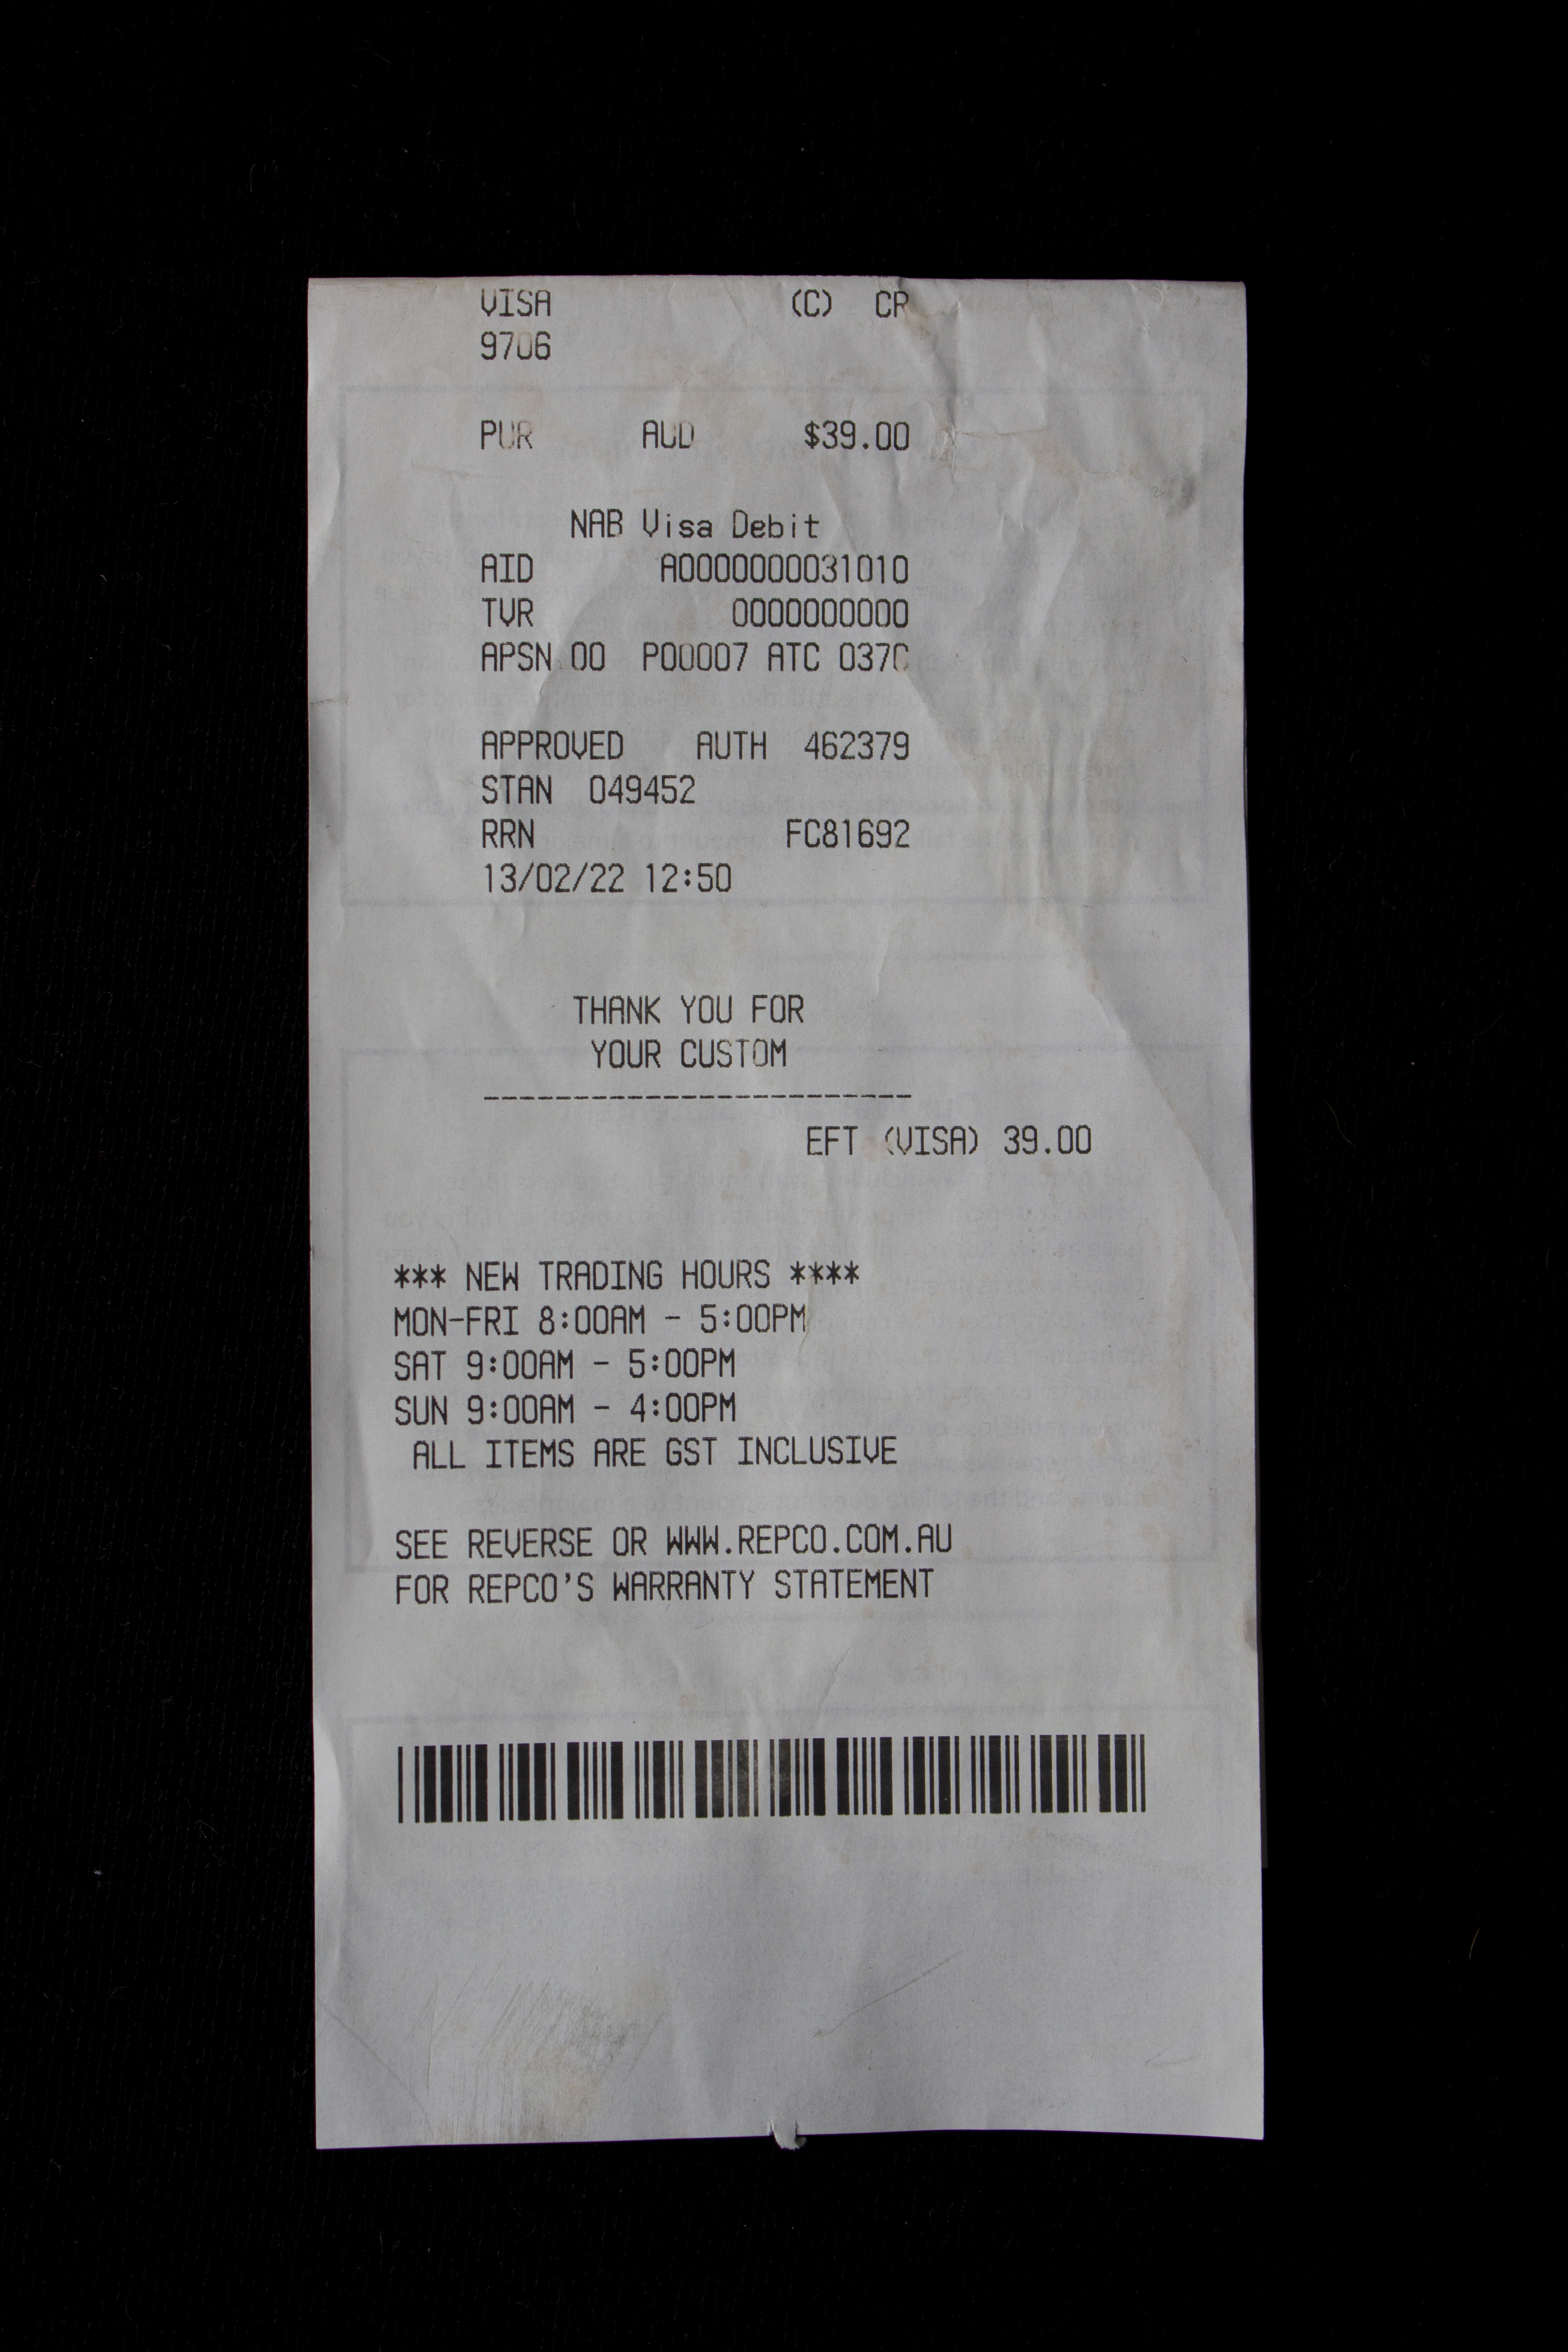 VISA (C) CR
9706
PUR AUD $39.00
NAB Visa Debit
AID A0000000031010
TVR 0000000000
APSN 00 P00007 ATC
APPROVED AUTH 462379
STAN 049452
RRN FC81692
13/02/22 12:50
THANK YOU FOR
YOUR CUSTOM
------------------------
EFT (VISA) 39.00
*** NEW TRADING HOURS ****
MON-FRI 8:00AM - 5:00PM
SAT 9:00AM - 5:00PM
SUN 9:00AM - 4:00PM
ALL ITEMS ARE GST INCLUSIVE
SEE REVERSE OR WWW.REPCO.COM.AU
FOR REPCO'S WARRANTY STATEMENT